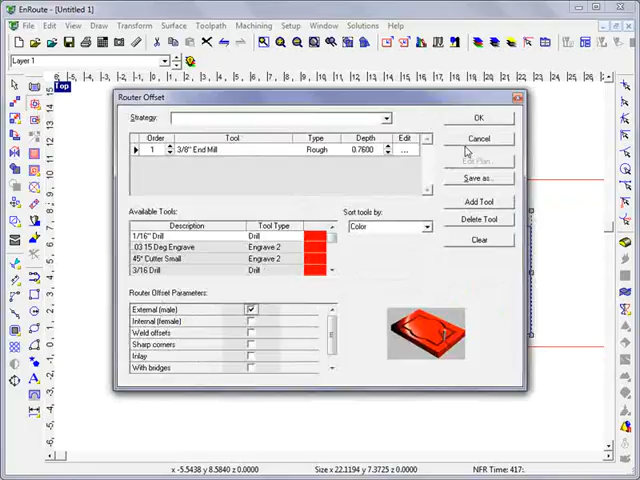 EnRoute - [Untitled 1]
File Edit View Draw Transform Surface Toolpath Machining Setup Window Solids Help
Layer 1
Top
Router Offset
Strategy:
OK
Order Tool Type Depth Edit
Cancel
1 3/8" End Mill Rough 0.7600 ...
Edit Plan..
Save as..
Available Tools:
Sort tools by:
Add Tool
Description Tool Type
Color
Delete Tool
1/16" Drill Drill
.03 15 Deg Engrave Engrave 2
Clear
45° Cutter Small Engrave 2
3/16 Drill Drill
Router Offset Parameters:
External (male)
Internal (female)
Weld offsets
Sharp corners
Inlay
With bridges
x -5.5438 y 8.5840 z 0.0000 Size x 22.1194 y 7.3725 z 0.0000 NFR Time: 417: